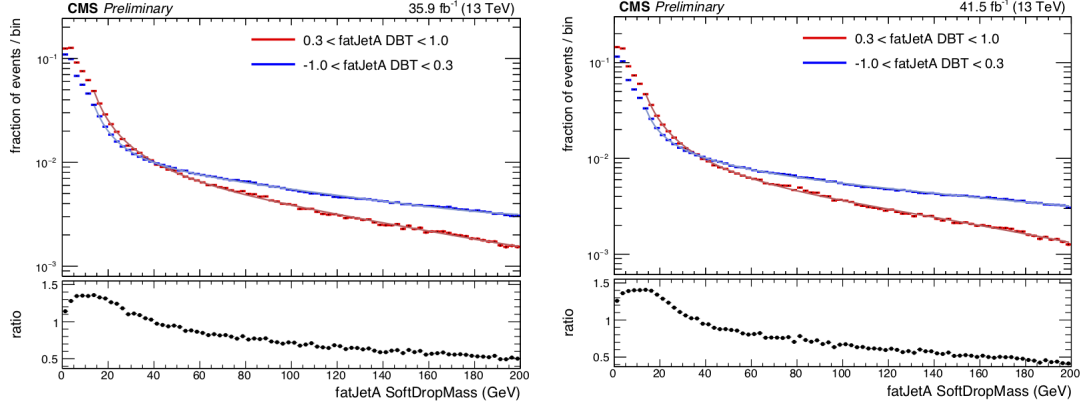 CMS Preliminary 35.9 fb⁻¹ (13 TeV)
fraction of events / bin
0.3 < fatJetA DBT < 1.0
-1.0 < fatJetA DBT < 0.3
10⁻¹
10⁻²
10⁻³
ratio
1.5
1
0.5
0 20 40 60 80 100 120 140 160 180 200
fatJetA SoftDropMass (GeV)
CMS Preliminary 41.5 fb⁻¹ (13 TeV)
fraction of events / bin
0.3 < fatJetA DBT < 1.0
-1.0 < fatJetA DBT < 0.3
10⁻¹
10⁻²
10⁻³
ratio
1.5
1
0.5
0 20 40 60 80 100 120 140 160 180 200
fatJetA SoftDropMass (GeV)